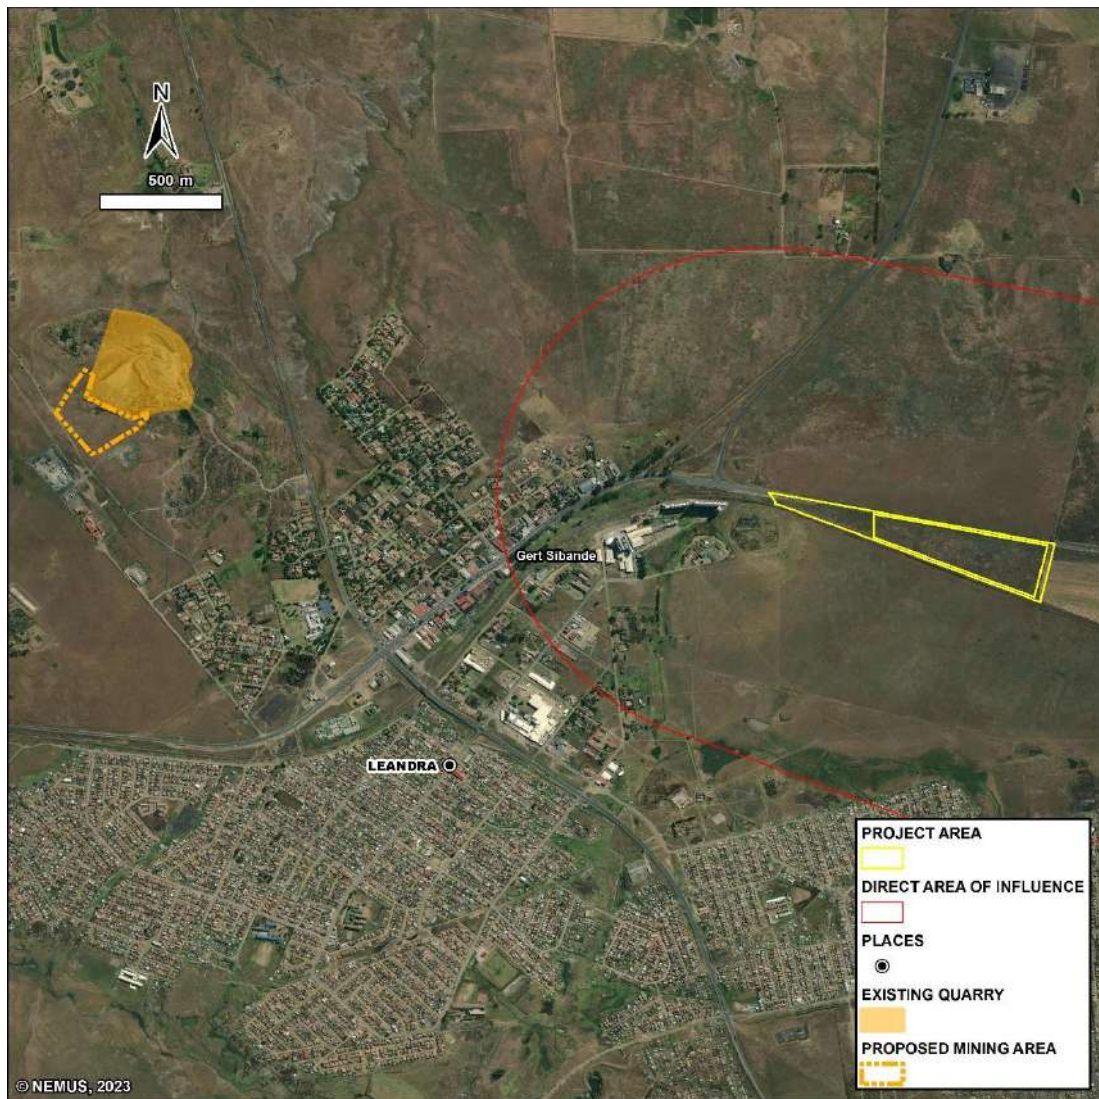 N
500 m
Gert Sibande
LEANDRA
PROJECT AREA
DIRECT AREA OF INFLUENCE
PLACES
EXISTING QUARRY
PROPOSED MINING AREA
© NEMUS, 2023